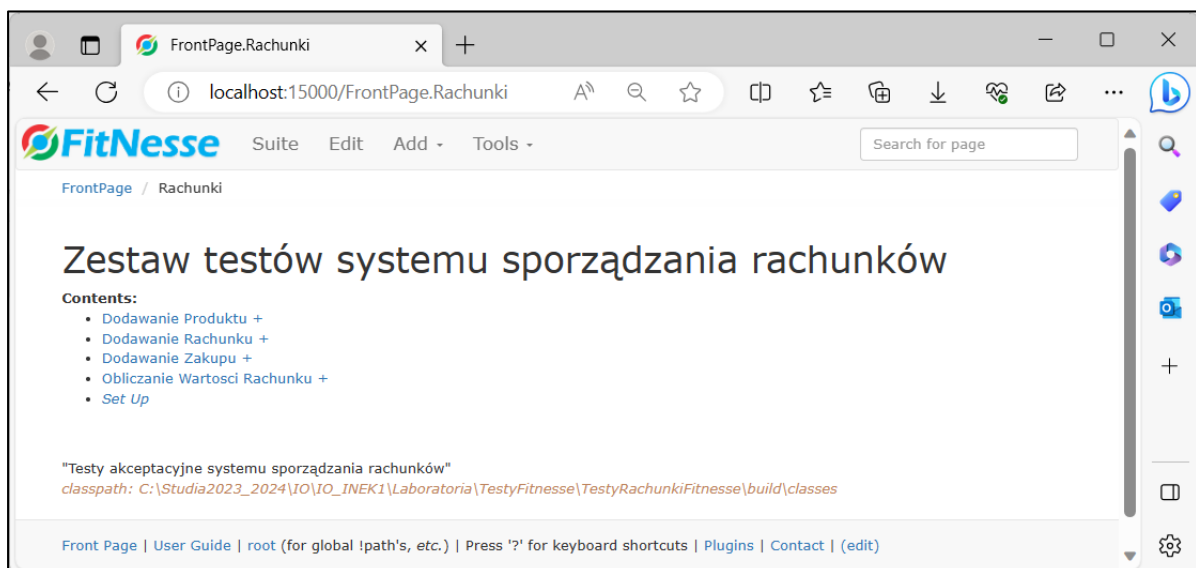 FrontPage.Rachunki
localhost:15000/FrontPage.Rachunki
FitNesse Suite Edit Add Tools Search for page
FrontPage / Rachunki
Zestaw testów systemu sporządzania rachunków
Contents:
• Dodawanie Produktu +
• Dodawanie Rachunku +
• Dodawanie Zakupu +
• Obliczanie Wartosci Rachunku +
• Set Up
"Testy akceptacyjne systemu sporządzania rachunków"
classpath: C:\Studia2023_2024\IO\IO_INEK1\Laboratoria\TestyFitnesse\TestyRachunkiFitnesse\build\classes
Front Page | User Guide | root (for global !path's, etc.) | Press '?' for keyboard shortcuts | Plugins | Contact | (edit)